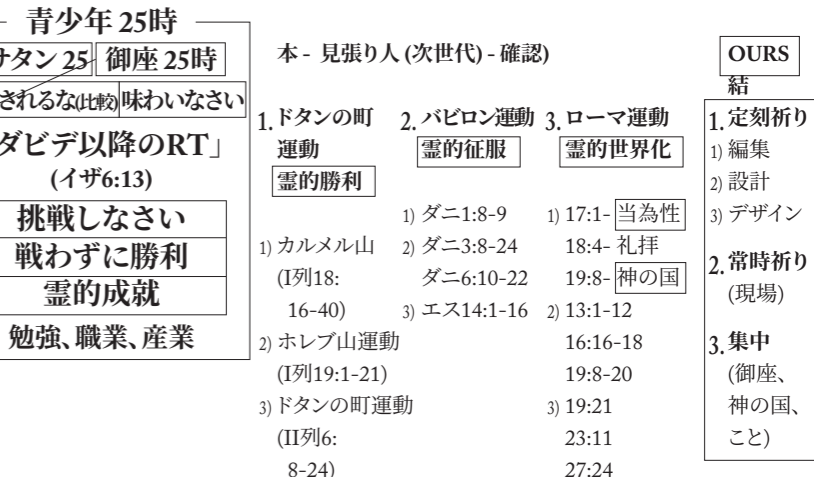 青少年 25時
サタン 25 御座 25時
されるな(比較) 味わいなさい
ダビデ以降のRT」
(イザ6:13)
挑戦しなさい
戦わずに勝利
霊的成就
勉強、職業、産業
本 - 見張り人 (次世代) - 確認)
1. ドタンの町
運動
霊的勝利
1) カルメル山
(I列18:
16-40)
2) ホレブ山運動
(I列19:1-21)
3) ドタンの町運動
(II列6:
8-24)
2. バビロン運動
霊的征服
1) ダニ1:8-9
2) ダニ3:8-24
ダニ6:10-22
3) エス14:1-16
3. ローマ運動
霊的世界化
1) 17:1- 当為性
18:4- 礼拝
19:8- 神の国
2) 13:1-12
16:16-18
19:8-20
3) 19:21
23:11
27:24
OURS
結
1. 定刻祈り
1) 編集
2) 設計
3) デザイン
2. 常時祈り
(現場)
3. 集中
(御座、
神の国、
こと)